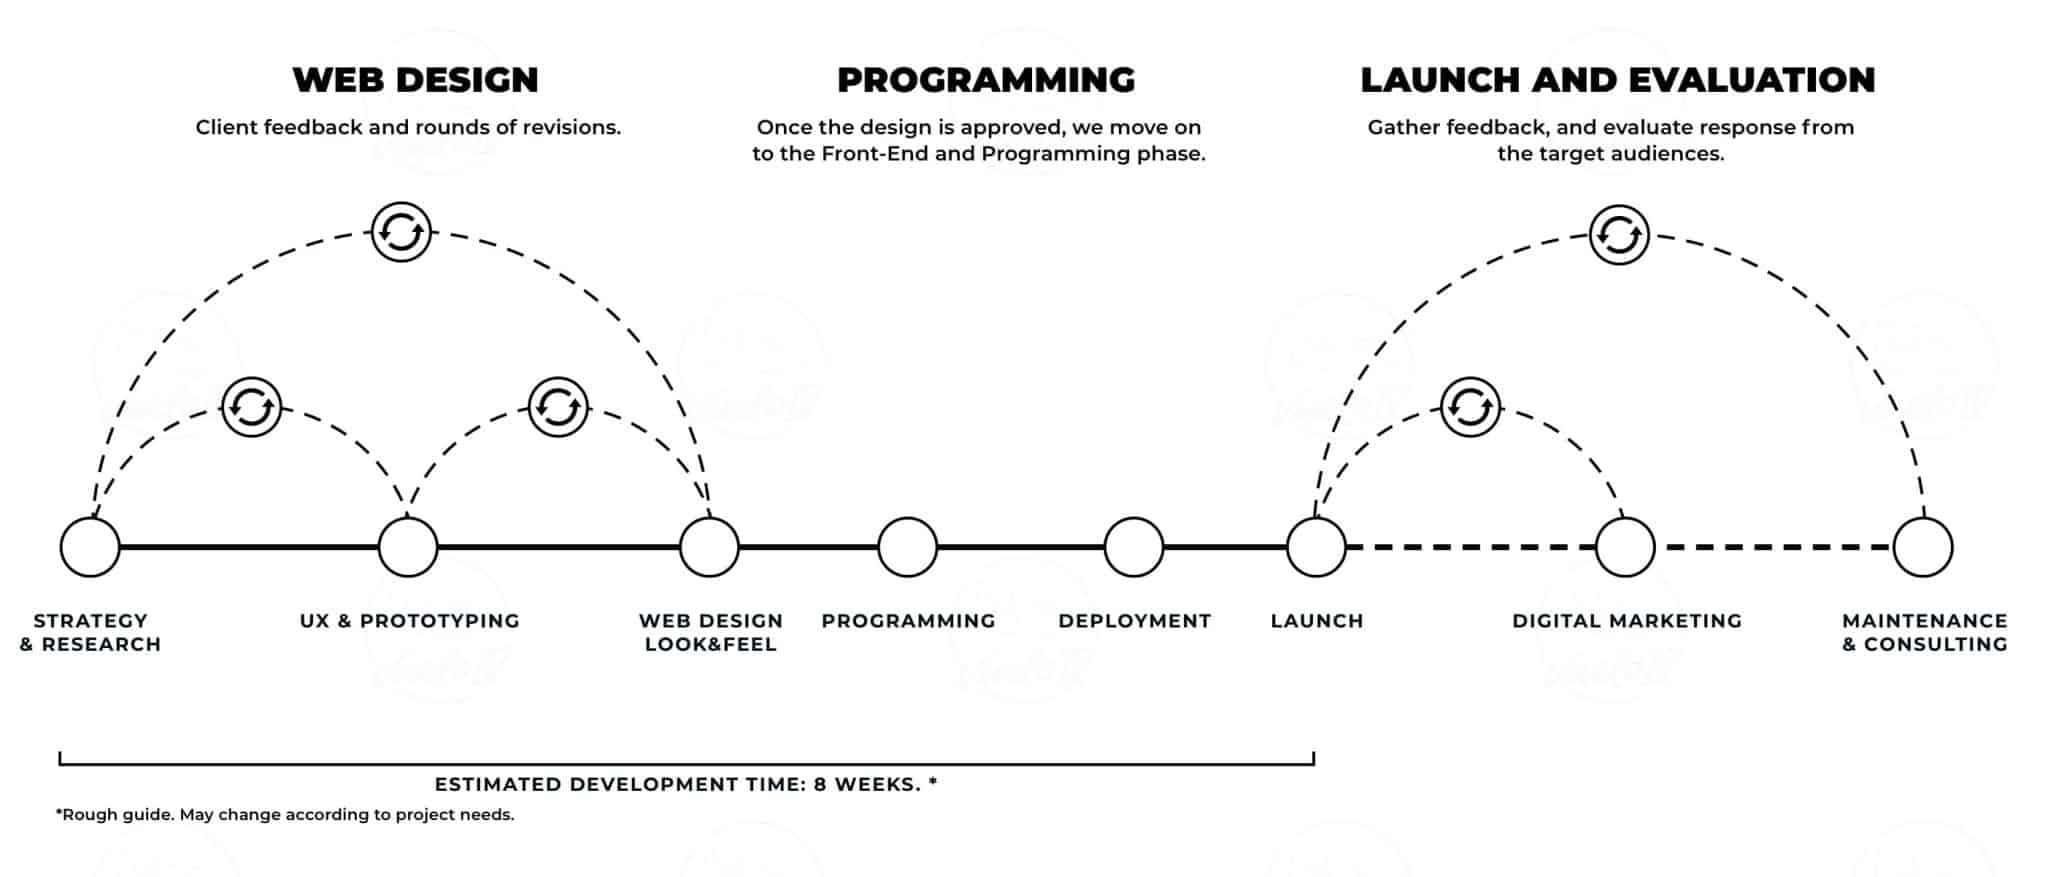 WEB DESIGN
Client feedback and rounds of revisions.
PROGRAMMING
Once the design is approved, we move on
to the Front-End and Programming phase.
LAUNCH AND EVALUATION
Gather feedback, and evaluate response from
the target audiences.
STRATEGY
& RESEARCH
UX & PROTOTYPING
WEB DESIGN
LOOK&FEEL
PROGRAMMING
DEPLOYMENT
LAUNCH
DIGITAL MARKETING
MAINTENANCE
& CONSULTING
ESTIMATED DEVELOPMENT TIME: 8 WEEKS. *
*Rough guide. May change according to project needs.